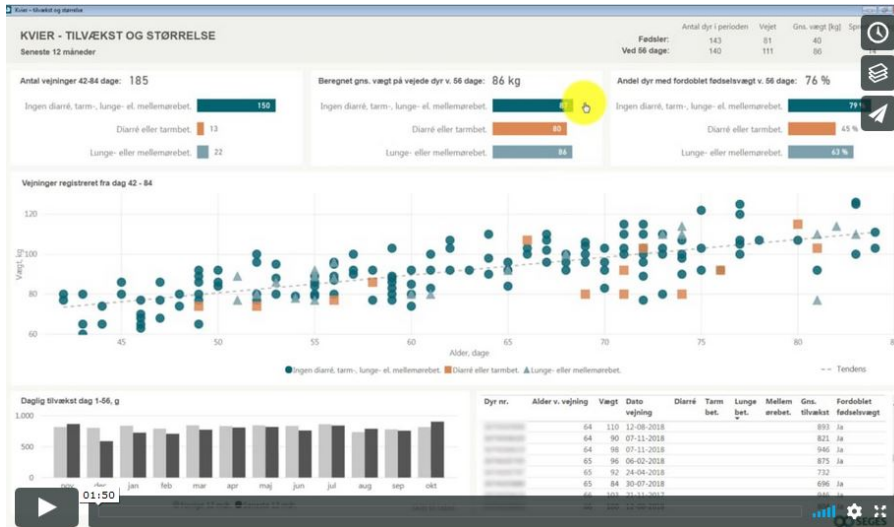 Kvier - tilvækst og størrelse
KVIER - TILVÆKST OG STØRRELSE
Seneste 12 måneder
Antal dyr i perioden Vejet Gns. vægt [kg]
Fødsler: 143 61 40
Ved 56 dage: 140 111 86
Antal vejninger 42-84 dage: 185
Ingen diarré, tarm-, lunge- el. mellemørebet. 150
Diarré eller tarmbet. 13
Lunge- eller mellemørebet. 22
Beregnet gns. vægt på vejede dyr v. 56 dage: 86 kg
Ingen diarré, tarm-, lunge- el. mellemørebet. 87
Diarré eller tarmbet. 80
Lunge- eller mellemørebet. 86
Andel dyr med fordoblet fødselsvægt v. 56 dage: 76 %
Ingen diarré, tarm-, lunge- el. mellemørebet. 79%
Diarré eller tarmbet. 45 %
Lunge- eller mellemørebet. 63 %
Vejninger registreret fra dag 42 - 84
Vægt, kg
120
100
80
60
45 50 55 60 65 70 75 80
Alder, dage
Ingen diarré, tarm-, lunge- el. mellemørebet. Diarré eller tarmbet. Lunge- eller mellemørebet.
Tendens
Daglig tilvækst dag 1-56, g
1.000
500
0
nov dec jan feb mar apr maj jun jul aug sep okt
Dyr nr. Alder v. vejning Vægt Dato vejning Diarré Tarm bet. Lunge bet. Mellem ørebet. Gns. tilvækst Fordoblet fødselsvægt
64 110 12-08-2018 893 Ja
64 90 07-11-2018 821 Ja
64 98 07-11-2018 946 Ja
65 96 06-02-2018 875 Ja
65 92 24-04-2018 732
65 84 30-07-2018 696 Ja
01:50
SEGES